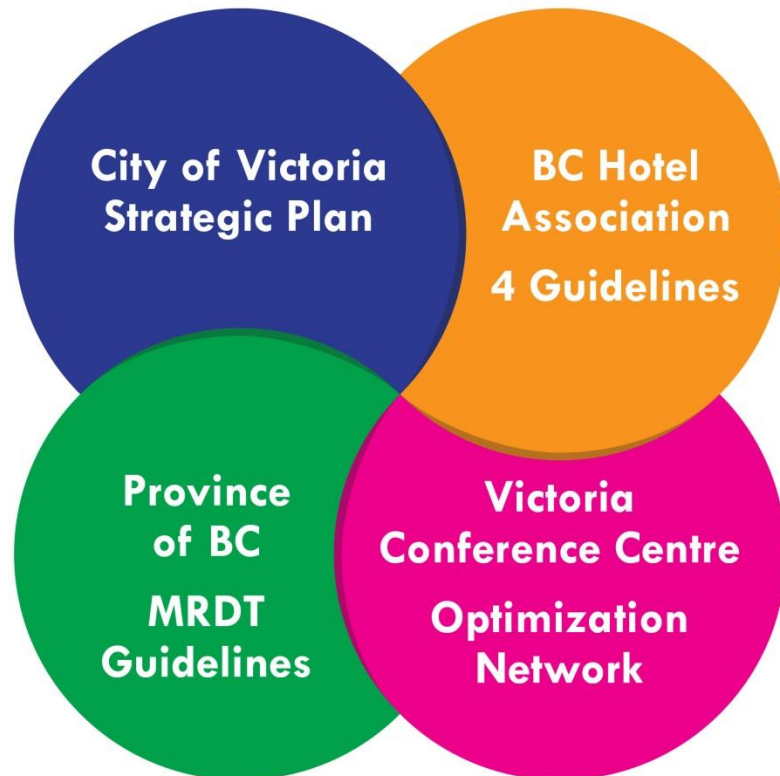 City of Victoria
Strategic Plan
BC Hotel
Association
4 Guidelines
Province
of BC
MRDT
Guidelines
Victoria
Conference Centre
Optimization
Network